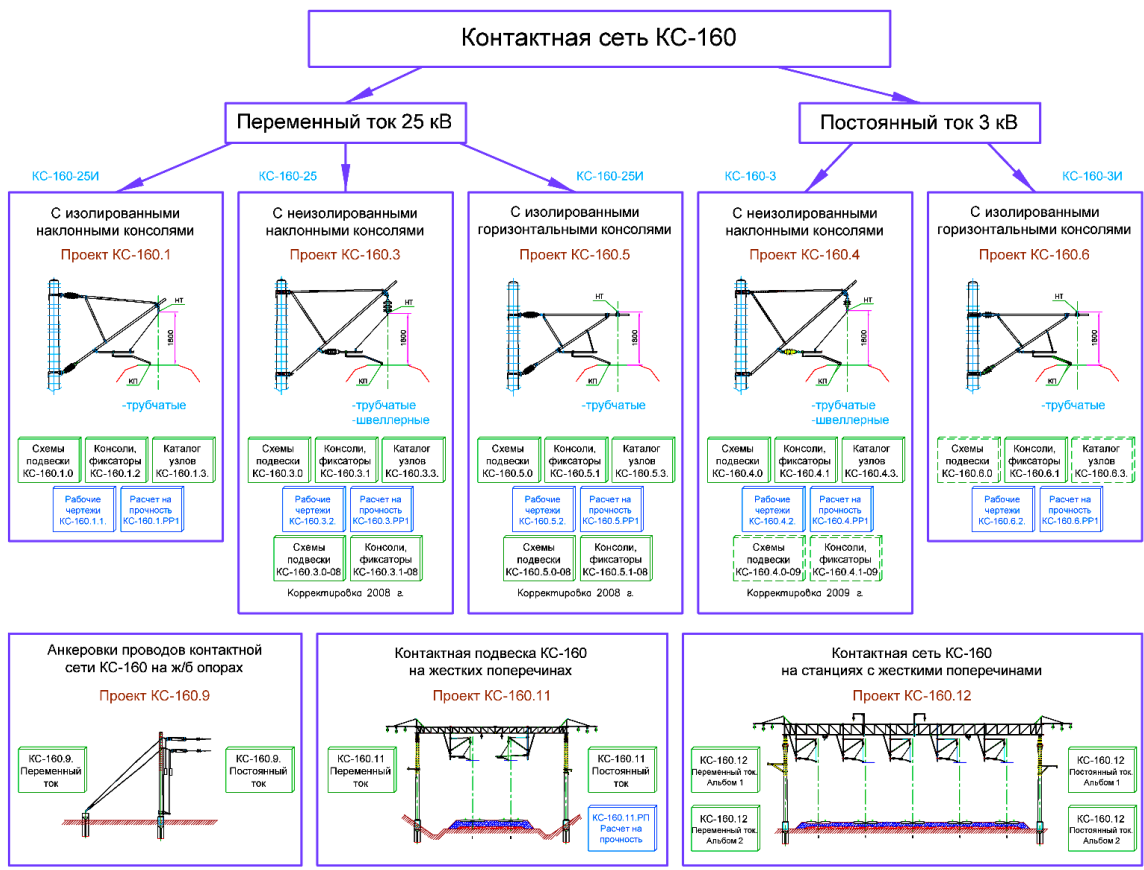 Контактная сеть КС-160
Переменный ток 25 кВ
Постоянный ток 3 кВ
КС-160-25И
КС-160-25
КС-160-25И
КС-160-3
КС-160-3И
С изолированными
наклонными консолями
Проект КС-160.1
НТ
1800
КП
-трубчатые
Схемы
подвески
КС-160.1.0
Консоли,
фиксаторы
КС-160.1.2
Каталог
узлов
КС-160.1.3.
Рабочие
чертежи
КС-160.1.1.
Расчет на
прочность
КС-160.1.РР1
С неизолированными
наклонными консолями
Проект КС-160.3
НТ
1800
КП
-трубчатые
-швеллерные
Схемы
подвески
КС-160.3.0
Консоли,
фиксаторы
КС-160.3.1
Каталог
узлов
КС-160.3.3.
Рабочие
чертежи
КС-160.3.2.
Расчет на
прочность
КС-160.3.РР1
Схемы
подвески
КС-160.3.0-08
Консоли,
фиксаторы
КС-160.3.1-08
Корректировка 2008 г.
С изолированными
горизонтальными консолями
Проект КС-160.5
НТ
1800
КП
-трубчатые
Схемы
подвески
КС-160.5.0
Консоли,
фиксаторы
КС-160.5.1
Каталог
узлов
КС-160.5.3.
Рабочие
чертежи
КС-160.5.2.
Расчет на
прочность
КС-160.5.РР1
Схемы
подвески
КС-160.5.0-08
Консоли,
фиксаторы
КС-160.5.1-08
Корректировка 2008 г.
С неизолированными
наклонными консолями
Проект КС-160.4
НТ
1800
КП
-трубчатые
-швеллерные
Схемы
подвески
КС-160.4.0
Консоли,
фиксаторы
КС-160.4.1
Каталог
узлов
КС-160.4.3.
Рабочие
чертежи
КС-160.4.2.
Расчет на
прочность
КС-160.4.РР1
Схемы
подвески
КС-160.4.0-09
Консоли,
фиксаторы
КС-160.4.1-09
Корректировка 2009 г.
С изолированными
горизонтальными консолями
Проект КС-160.6
НТ
1800
КП
-трубчатые
Схемы
подвески
КС-160.6.0
Консоли,
фиксаторы
КС-160.6.1
Каталог
узлов
КС-160.6.3.
Рабочие
чертежи
КС-160.6.2.
Расчет на
прочность
КС-160.6.РР1
Анкеровки проводов контактной
сети КС-160 на ж/б опорах
Проект КС-160.9
КС-160.9.
Переменный
ток
КС-160.9.
Постоянный
ток
Контактная подвеска КС-160
на жестких поперечинах
Проект КС-160.11
КС-160.11
Переменный
ток
КС-160.11
Постоянный
ток
КС-160.11.РП
Расчет на
прочность
Контактная сеть КС-160
на станциях с жесткими поперечинами
Проект КС-160.12
КС-160.12
Переменный ток.
Альбом 1
КС-160.12
Переменный ток.
Альбом 2
КС-160.12
Постоянный ток.
Альбом 1
КС-160.12
Постоянный ток.
Альбом 2